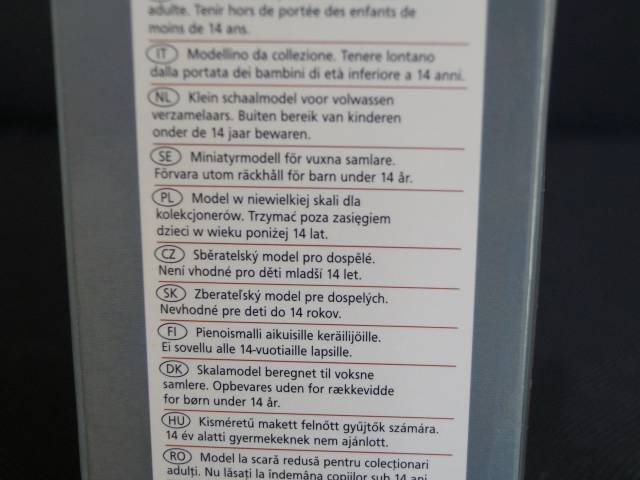 adulte. Tenir hors de portée des enfants de
moins de 14 ans.
IT Modellino da collezione. Tenere lontano
dalla portata dei bambini di età inferiore a 14 anni.
NL Klein schaalmodel voor volwassen
verzamelaars. Buiten bereik van kinderen
onder de 14 jaar bewaren.
SE Miniatyrmodell för vuxna samlare.
Förvara utom räckhåll för barn under 14 år.
PL Model w niewielkiej skali dla
kolekcjonerów. Trzymać poza zasięgiem
dzieci w wieku poniżej 14 lat.
CZ Sběratelský model pro dospělé.
Není vhodné pro děti mladší 14 let.
SK Zberateľský model pre dospelých.
Nevhodné pre deti do 14 rokov.
FI Pienoismalli aikuisille keräilijöille.
Ei sovellu alle 14-vuotiaille lapsille.
DK Skalamodel beregnet til voksne
samlere. Opbevares uden for rækkevidde
for børn under 14 år.
HU Kisméretű makett felnőtt gyűjtők számára.
14 év alatti gyermekeknek nem ajánlott.
RO Model la scară redusă pentru colecționari
adulți. Nu lăsați la îndemâna copiilor sub 14 ani